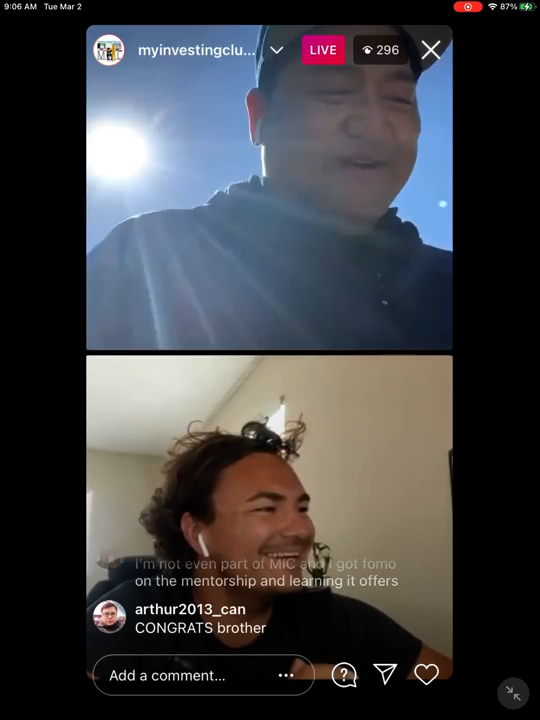 9:06 AM Tue Mar 2
87%
myinvestingclu...
LIVE
296
I'm not even part of MIC and I got fomo
on the mentorship and learning it offers
arthur2013_can
CONGRATS brother
Add a comment...